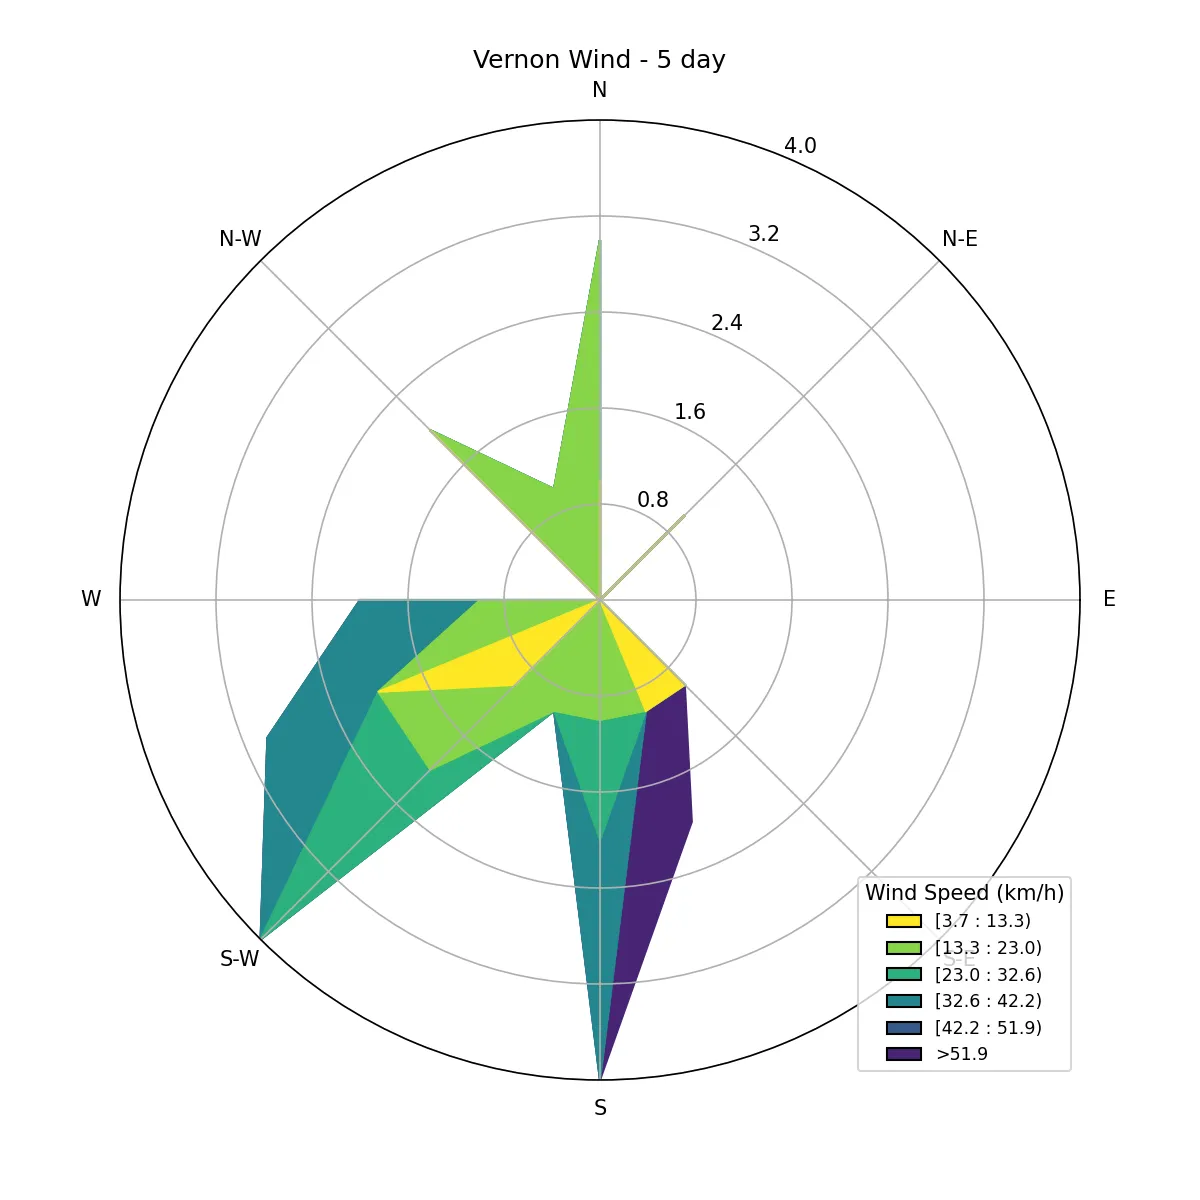 Vernon Wind - 5 day
N
4.0
N-W
3.2
N-E
2.4
1.6
0.8
W
E
Wind Speed (km/h)
[3.7 : 13.3)
[13.3 : 23.0)
S-W
S-E
[23.0 : 32.6)
[32.6 : 42.2)
[42.2 : 51.9)
>51.9
S